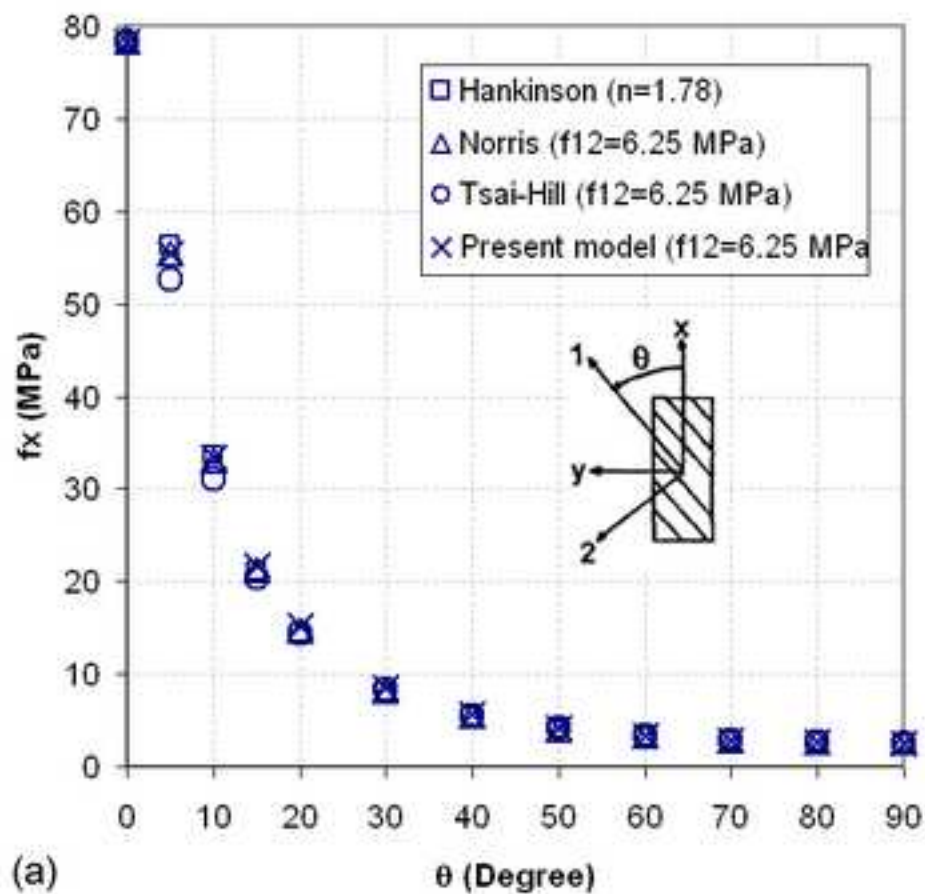 80
70
60
50
40
30
20
10
0
fx (MPa)
Hankinson (n=1.78)
Norris (f12=6.25 MPa)
Tsai-Hill (f12=6.25 MPa)
Present model (f12=6.25 MPa
1
θ
x
y
2
0 10 20 30 40 50 60 70 80 90
(a)
θ (Degree)